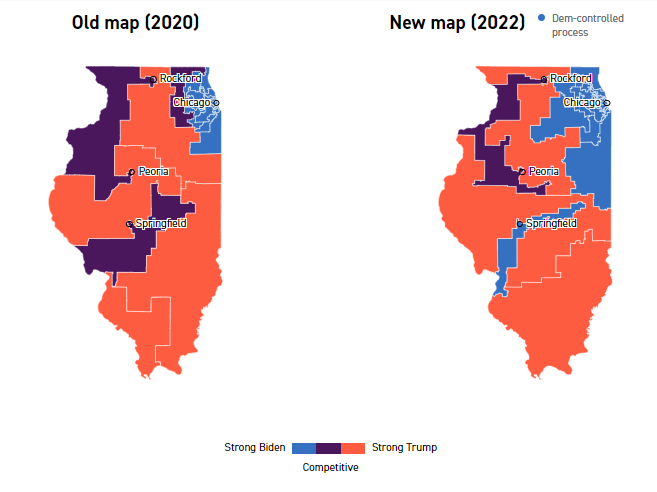 Old map (2020)
New map (2022)
Dem-controlled
process
Rockford
Chicago
Peoria
Springfield
Rockford
Chicago
Peoria
Springfield
Strong Biden
Strong Trump
Competitive